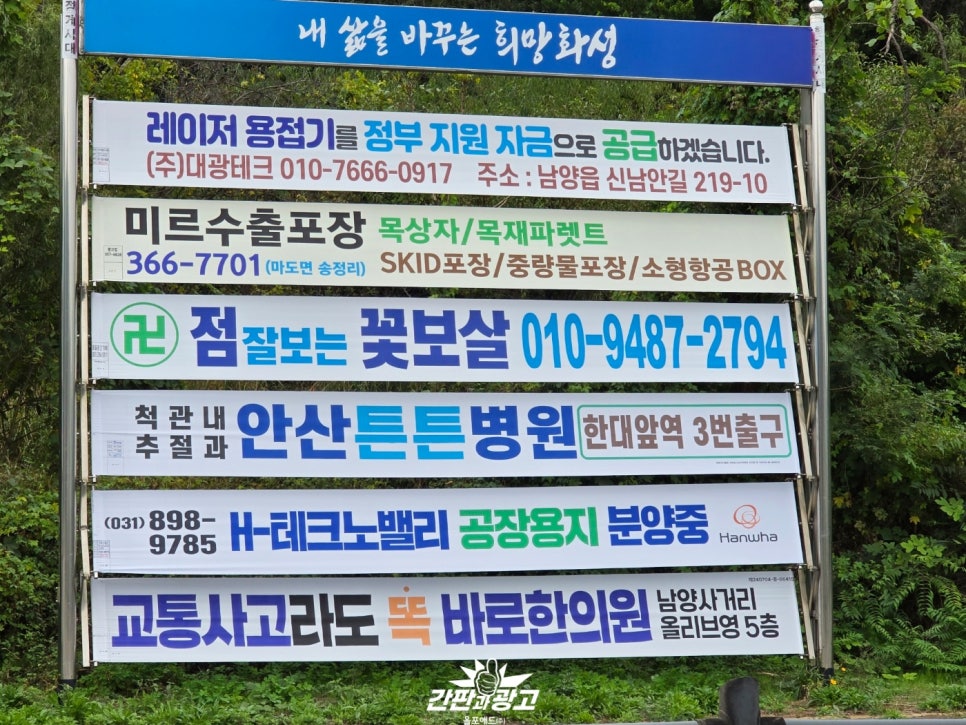 내 삶을 바꾸는 희망화성
레이저 용접기를 정부 지원 자금으로 공급하겠습니다.
(주)대광테크 010-7666-0917 주소 : 남양읍 신남안길 219-10
미르수출포장 목상자/목재파렛트
366-7701 (마도면 송정리) SKID포장/중량물포장/소형항공BOX
卍 점잘보는 꽃보살 010-9487-2794
척관내
추절과
안산튼튼병원 한대앞역 3번출구
(031) 898-
9785
H-테크노밸리 공장용지 분양중
Hanwha
교통사고라도 똑 바로한의원
남양사거리
올리브영 5층
간판과광고
올포애드(주)